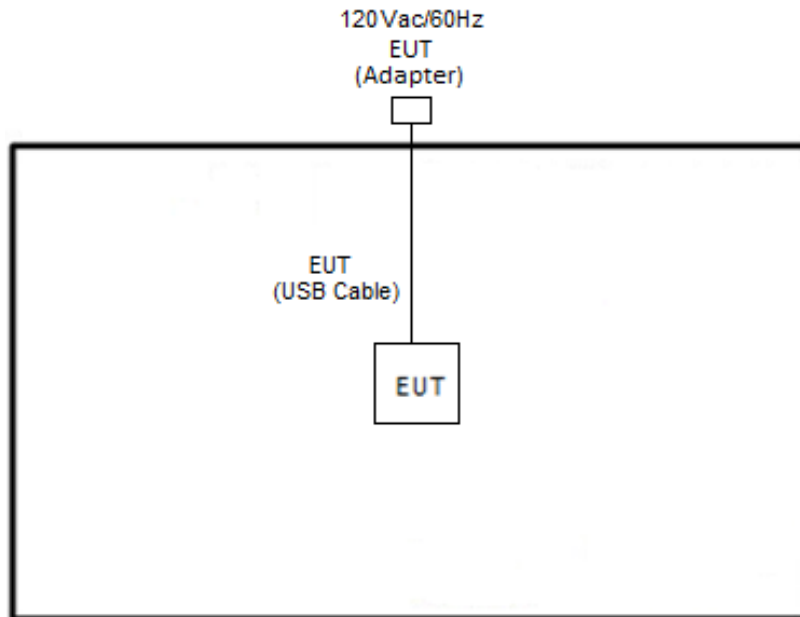 120Vac/60Hz
EUT
(Adapter)
EUT
(USB Cable)
EUT